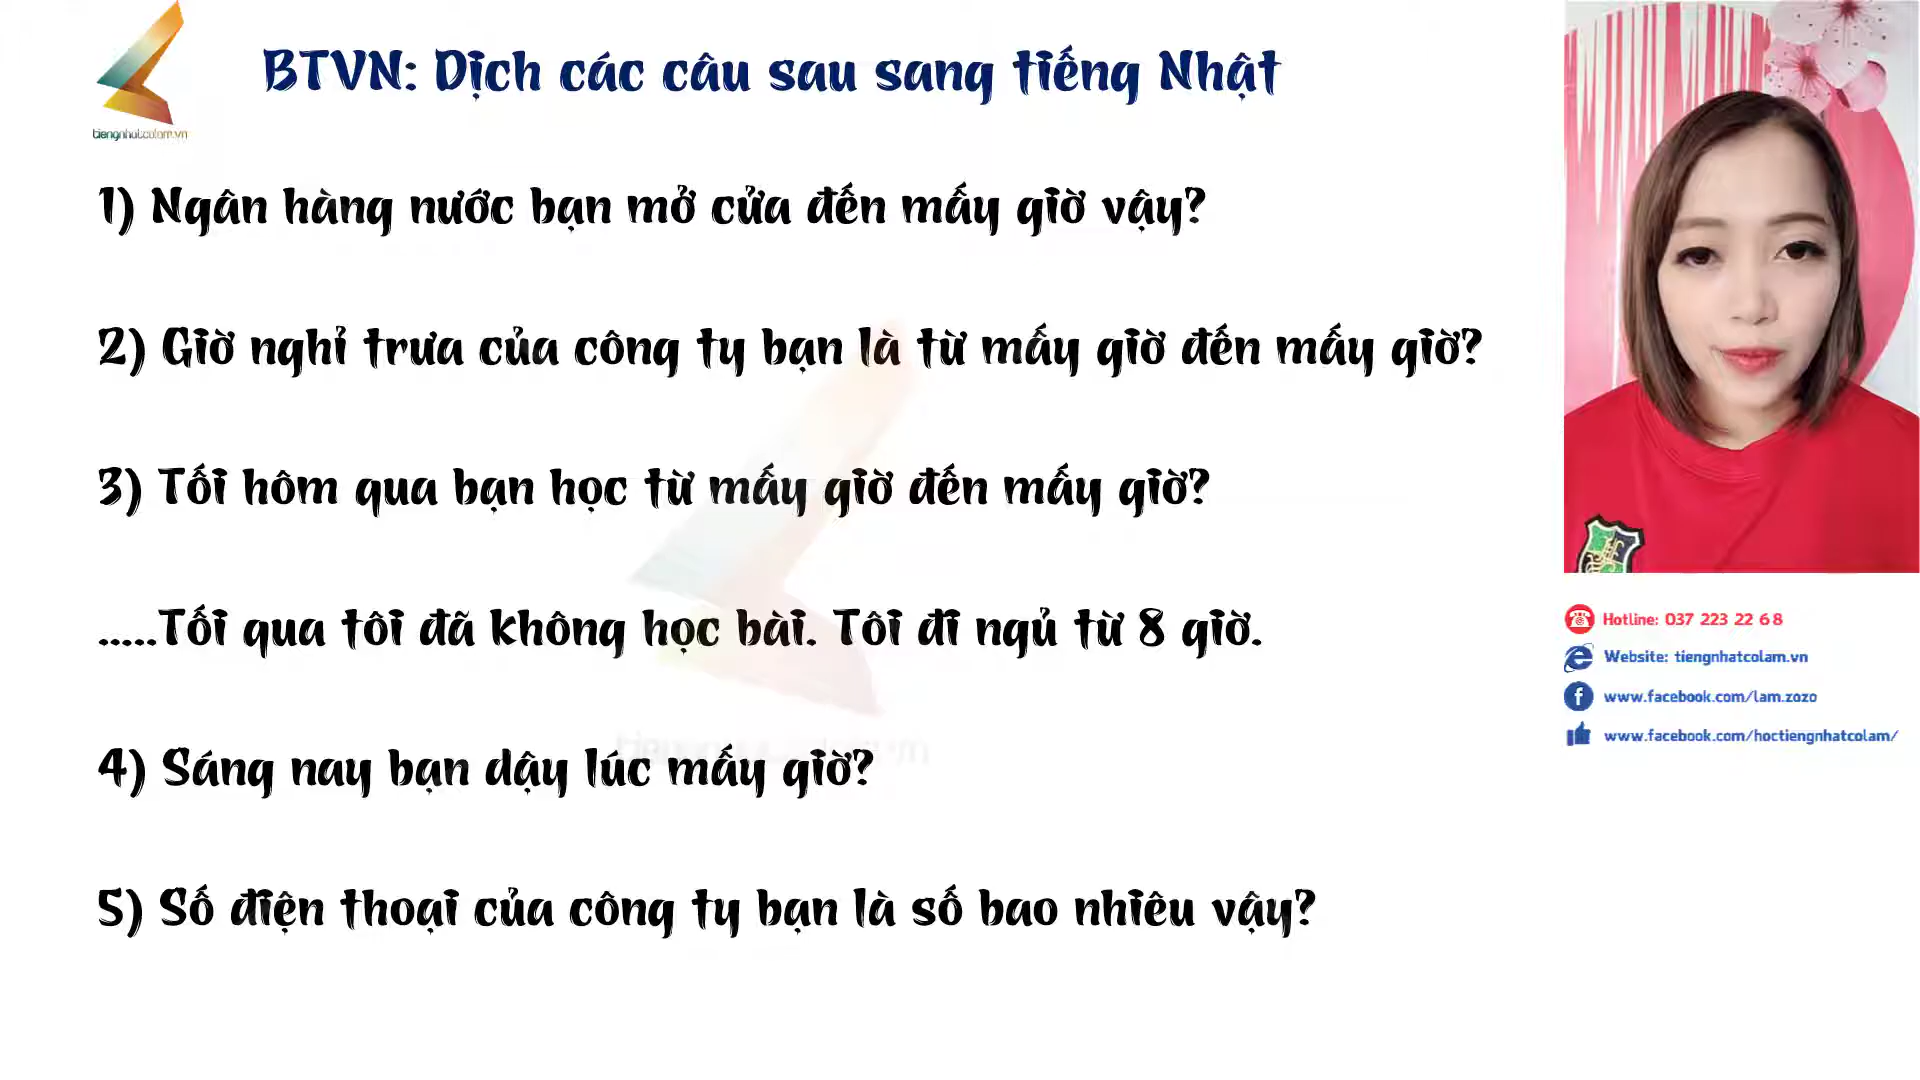 tiengnhatcolam.vn
BTVN: Dịch các câu sau sang tiếng Nhật
1) Ngân hàng nước bạn mở cửa đến mấy giờ vậy?
2) Giờ nghỉ trưa của công ty bạn là từ mấy giờ đến mấy giờ?
3) Tối hôm qua bạn học từ mấy giờ đến mấy giờ?
.....Tối qua tôi đã không học bài. Tôi đi ngủ từ 8 giờ.
4) Sáng nay bạn dậy lúc mấy giờ?
5) Số điện thoại của công ty bạn là số bao nhiêu vậy?
Hotline: 037 223 22 68
Website: tiengnhatcolam.vn
www.facebook.com/lam.zozo
www.facebook.com/hoctiengnhatcolam/